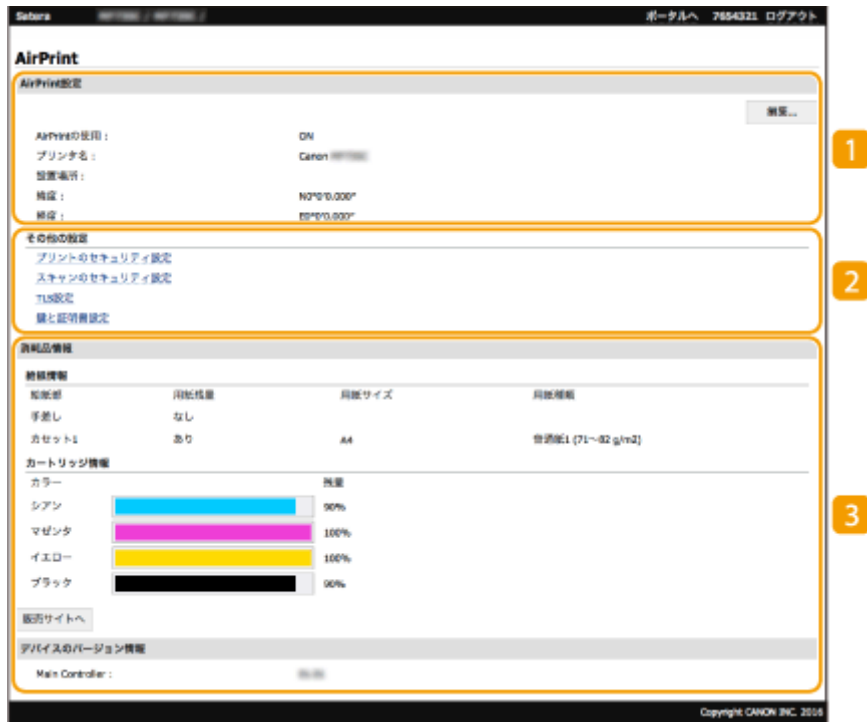 Satera
ポータルへ 7654321 ログアウト
AirPrint
AirPrint設定
編集...
AirPrintの使用： ON
プリンタ名： Canon
設置場所：
緯度： N0°0'0.000"
経度： E0°0'0.000"
1
その他の設定
プリントのセキュリティ設定
スキャンのセキュリティ設定
TLS設定
鍵と証明書設定
2
消耗品情報
給紙情報
給紙部 用紙残量 用紙サイズ 用紙種類
手差し なし
カセット1 あり A4 普通紙1 (71～82 g/m2)
カートリッジ情報
カラー 残量
シアン 90%
マゼンタ 100%
イエロー 100%
ブラック 90%
3
販売サイトへ
デバイスのバージョン情報
Main Controller :
Copyright CANON INC. 2016